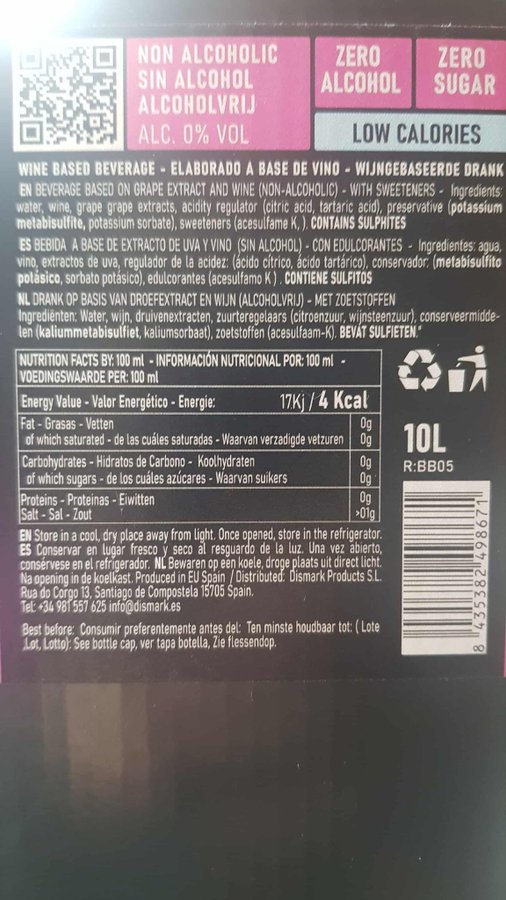 NON ALCOHOLIC
SIN ALCOHOL
ALCOHOLVRIJ
ALC. 0% VOL
ZERO
ALCOHOL
ZERO
SUGAR
LOW CALORIES
WINE BASED BEVERAGE - ELABORADO A BASE DE VINO - WIJNGEBASEERDE DRANK
EN BEVERAGE BASED ON GRAPE EXTRACT AND WINE (NON-ALCOHOLIC) - WITH SWEETENERS - Ingredients:
water, wine, grape grape extracts, acidity regulator (citric acid, tartaric acid), preservative (potassium
metabisulfite, potassium sorbate), sweeteners (acesulfame K, ). CONTAINS SULPHITES
ES BEBIDA A BASE DE EXTRACTO DE UVA Y VINO (SIN ALCOHOL) - CON EDULCORANTES - Ingredientes: agua,
vino, extractos de uva, regulador de la acidez: (ácido cítrico, ácido tartárico), conservador: (metabisulfito
potásico, sorbato potásico), edulcorantes (acesulfamo K ). CONTIENE SULFITOS
NL DRANK OP BASIS VAN DROEFEXTRACT EN WIJN (ALCOHOLVRIJ) - MET ZOETSTOFFEN
Ingrediënten: Water, wijn, druivenextracten, zuurteregelaars (citroenzuur, wijnsteenzuur), conserveermidde-
len (kaliummetabisulfiet, kaliumsorbaat), zoetstoffen (acesulfaam-K). BEVAT SULFIETEN."
NUTRITION FACTS BY: 100 ml - INFORMACIÓN NUTRICIONAL POR: 100 ml -
VOEDINGSWAARDE PER: 100 ml
Energy Value - Valor Energético - Energie: 17Kj / 4 Kcal
Fat - Grasas - Vetten 0g
of which saturated - de las cuáles saturadas - Waarvan verzadigde vetzuren 0g
Carbohydrates - Hidratos de Carbono - Koolhydraten 0g
of which sugars - de los cuáles azúcares - Waarvan suikers 0g
Proteins - Proteinas - Eiwitten 0g
Salt - Sal - Zout >01g
10L
R:BB05
EN Store in a cool, dry place away from light. Once opened, store in the refrigerator.
ES Conservar en lugar fresco y seco al resguardo de la luz. Una vez abierto,
consérvese en el refrigerador. NL Bewaren op een koele, droge plaats uit direct licht.
Na opening in de koelkast. Produced in EU Spain / Distributed: Dismark Products S.L.
Rua do Corgo 13, Santiago de Compostela 15705 Spain.
Tel: +34 981 557 625 info@dismark.es
Best before: Consumir preferentemente antes del: Ten minste houdbaar tot: ( Lote
,Lot, Lotto): See bottle cap, ver tapa botella, Zie flessendop.
8 435382 498671